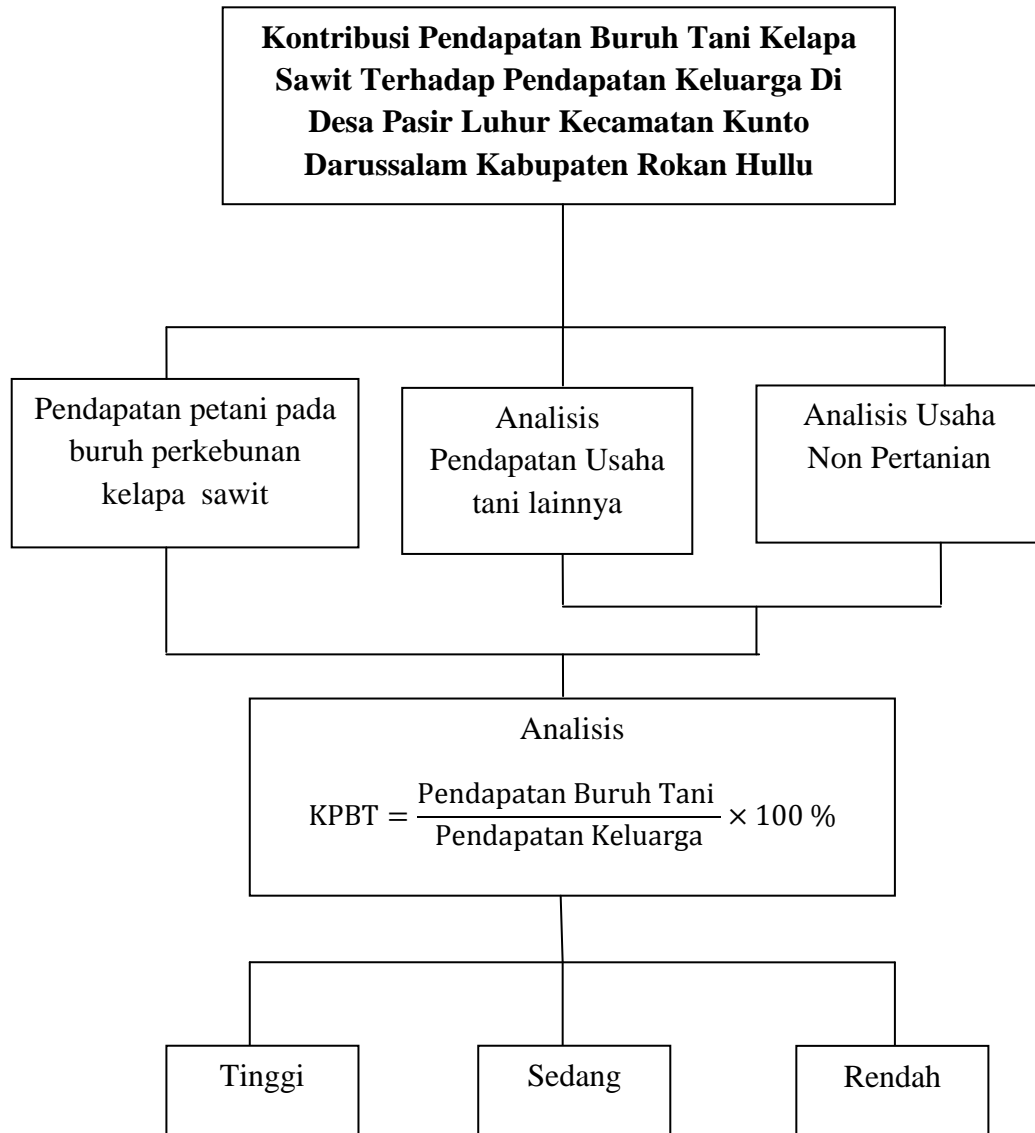 Kontribusi Pendapatan Buruh Tani Kelapa
Sawit Terhadap Pendapatan Keluarga Di
Desa Pasir Luhur Kecamatan Kunto
Darussalam Kabupaten Rokan Hullu
Pendapatan petani pada
buruh perkebunan
kelapa sawit
Analisis
Pendapatan Usaha
tani lainnya
Analisis Usaha
Non Pertanian
Analisis
KPBT = Pendapatan Buruh Tani / Pendapatan Keluarga × 100 %
Tinggi
Sedang
Rendah